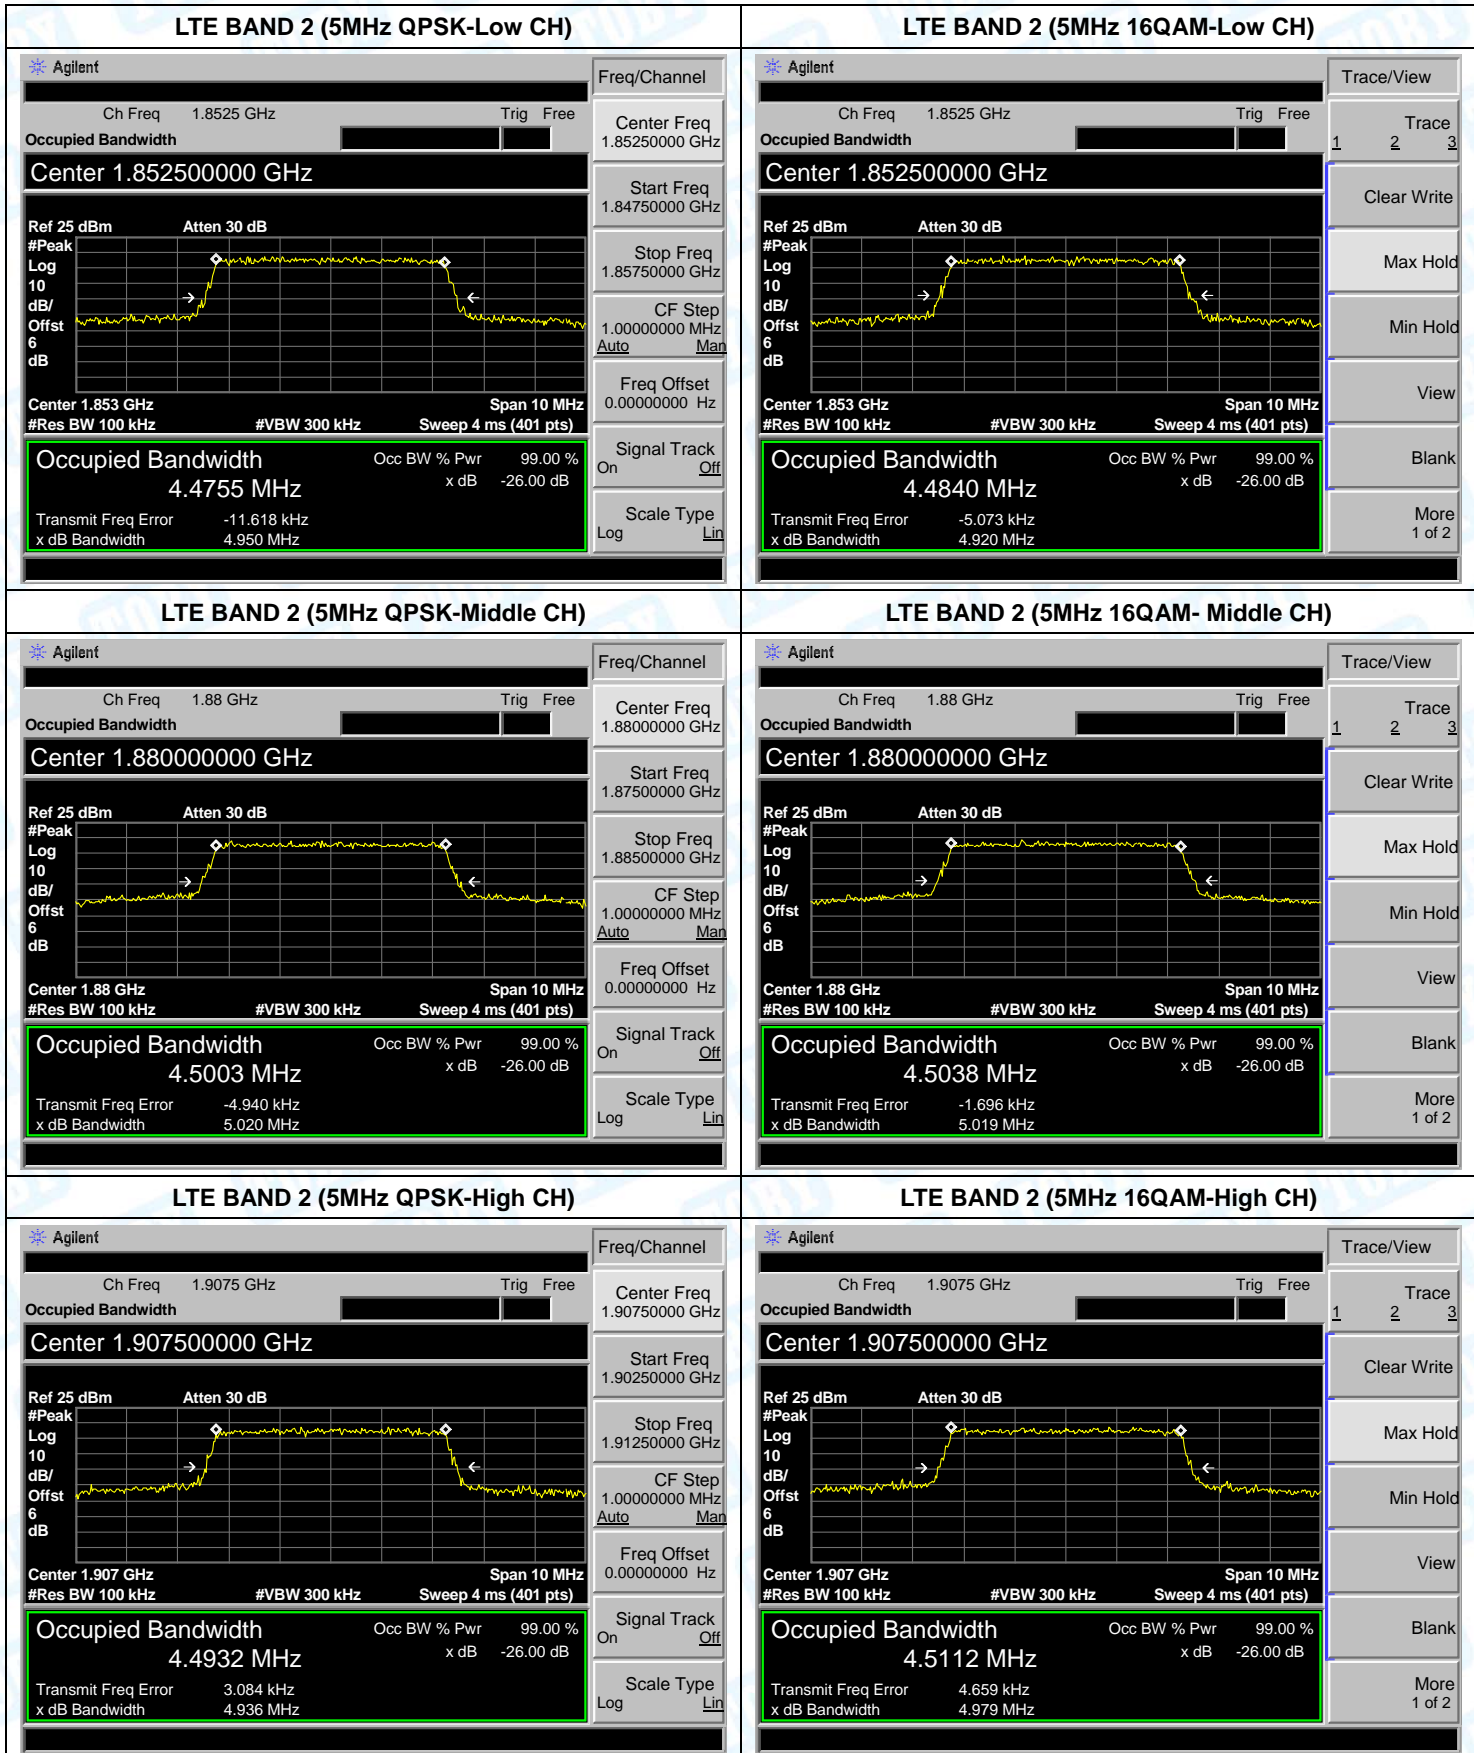 LTE BAND 2 (5MHz QPSK-Low CH)
Agilent
Freq/Channel
Ch Freq 1.8525 GHz Trig Free
Occupied Bandwidth
Center 1.852500000 GHz
Ref 25 dBm Atten 30 dB
#Peak
Log
10
dB/
Offst
6
dB
Center 1.853 GHz Span 10 MHz
#Res BW 100 kHz #VBW 300 kHz Sweep 4 ms (401 pts)
Occupied Bandwidth Occ BW % Pwr 99.00 %
4.4755 MHz x dB -26.00 dB
Transmit Freq Error -11.618 kHz
x dB Bandwidth 4.950 MHz
Center Freq
1.85250000 GHz
Start Freq
1.84750000 GHz
Stop Freq
1.85750000 GHz
CF Step
1.00000000 MHz
Auto Man
Freq Offset
0.00000000 Hz
Signal Track
On Off
Scale Type
Log Lin
LTE BAND 2 (5MHz 16QAM-Low CH)
Agilent
Trace/View
Ch Freq 1.8525 GHz Trig Free
Occupied Bandwidth
Center 1.852500000 GHz
Ref 25 dBm Atten 30 dB
#Peak
Log
10
dB/
Offst
6
dB
Center 1.853 GHz Span 10 MHz
#Res BW 100 kHz #VBW 300 kHz Sweep 4 ms (401 pts)
Occupied Bandwidth Occ BW % Pwr 99.00 %
4.4840 MHz x dB -26.00 dB
Transmit Freq Error -5.073 kHz
x dB Bandwidth 4.920 MHz
Trace
1 2 3
Clear Write
Max Hold
Min Hold
View
Blank
More
1 of 2
LTE BAND 2 (5MHz QPSK-Middle CH)
Agilent
Freq/Channel
Ch Freq 1.88 GHz Trig Free
Occupied Bandwidth
Center 1.880000000 GHz
Ref 25 dBm Atten 30 dB
#Peak
Log
10
dB/
Offst
6
dB
Center 1.88 GHz Span 10 MHz
#Res BW 100 kHz #VBW 300 kHz Sweep 4 ms (401 pts)
Occupied Bandwidth Occ BW % Pwr 99.00 %
4.5003 MHz x dB -26.00 dB
Transmit Freq Error -4.940 kHz
x dB Bandwidth 5.020 MHz
Center Freq
1.88000000 GHz
Start Freq
1.87500000 GHz
Stop Freq
1.88500000 GHz
CF Step
1.00000000 MHz
Auto Man
Freq Offset
0.00000000 Hz
Signal Track
On Off
Scale Type
Log Lin
LTE BAND 2 (5MHz 16QAM- Middle CH)
Agilent
Trace/View
Ch Freq 1.88 GHz Trig Free
Occupied Bandwidth
Center 1.880000000 GHz
Ref 25 dBm Atten 30 dB
#Peak
Log
10
dB/
Offst
6
dB
Center 1.88 GHz Span 10 MHz
#Res BW 100 kHz #VBW 300 kHz Sweep 4 ms (401 pts)
Occupied Bandwidth Occ BW % Pwr 99.00 %
4.5038 MHz x dB -26.00 dB
Transmit Freq Error -1.696 kHz
x dB Bandwidth 5.019 MHz
Trace
1 2 3
Clear Write
Max Hold
Min Hold
View
Blank
More
1 of 2
LTE BAND 2 (5MHz QPSK-High CH)
Agilent
Freq/Channel
Ch Freq 1.9075 GHz Trig Free
Occupied Bandwidth
Center 1.907500000 GHz
Ref 25 dBm Atten 30 dB
#Peak
Log
10
dB/
Offst
6
dB
Center 1.907 GHz Span 10 MHz
#Res BW 100 kHz #VBW 300 kHz Sweep 4 ms (401 pts)
Occupied Bandwidth Occ BW % Pwr 99.00 %
4.4932 MHz x dB -26.00 dB
Transmit Freq Error 3.084 kHz
x dB Bandwidth 4.936 MHz
Center Freq
1.90750000 GHz
Start Freq
1.90250000 GHz
Stop Freq
1.91250000 GHz
CF Step
1.00000000 MHz
Auto Man
Freq Offset
0.00000000 Hz
Signal Track
On Off
Scale Type
Log Lin
LTE BAND 2 (5MHz 16QAM-High CH)
Agilent
Trace/View
Ch Freq 1.9075 GHz Trig Free
Occupied Bandwidth
Center 1.907500000 GHz
Ref 25 dBm Atten 30 dB
#Peak
Log
10
dB/
Offst
6
dB
Center 1.907 GHz Span 10 MHz
#Res BW 100 kHz #VBW 300 kHz Sweep 4 ms (401 pts)
Occupied Bandwidth Occ BW % Pwr 99.00 %
4.5112 MHz x dB -26.00 dB
Transmit Freq Error 4.659 kHz
x dB Bandwidth 4.979 MHz
Trace
1 2 3
Clear Write
Max Hold
Min Hold
View
Blank
More
1 of 2